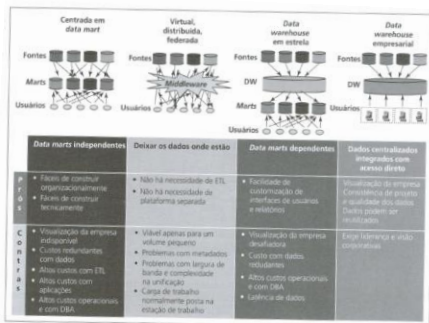 Centrada em
data mart
Virtual,
distribuída,
federada
Data
warehouse
em estrela
Data
warehouse
empresarial
Fontes
Marts
Usuários
Fontes
Middleware
Usuários
Fontes
DW
Marts
Usuários
Fontes
DW
Usuários
Data marts independentes
Deixar os dados onde estão
Data marts dependentes
Dados centralizados
integrados com
acesso direto
Prós
• Fáceis de construir
organizacionalmente
• Fáceis de construir
tecnicamente
• Não há necessidade de ETL
• Não há necessidade de
plataforma separada
• Facilidade de
customização de
interfaces de usuários
e relatórios
Visualização da empresa
Consistência de projeto
e qualidade dos dados
Dados podem ser
reutilizados
Contras
• Visualização da empresa
indisponível
• Custos redundantes
com dados
• Altos custos com ETL
• Altos custos com
aplicações
• Altos custos operacionais
e com DBA
• Viável apenas para um
volume pequeno
• Problemas com metadados
• Problemas com largura de
banda e complexidade
na unificação
• Carga de trabalho
normalmente posta na
estação de trabalho
• Visualização da empresa
desafiadora
• Custo com dados
redudantes
• Altos custos operacionais
e com DBA
• Latência de dados
Exige liderança e visão
corporativas